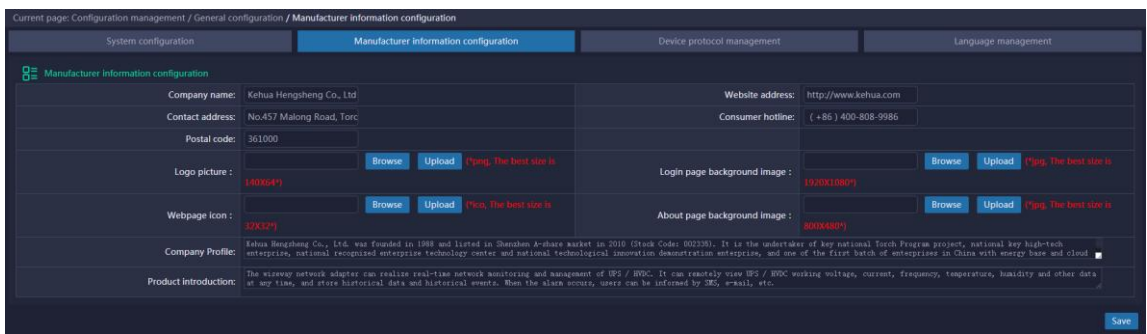 Current page: Configuration management / General configuration / Manufacturer information configuration
System configuration Manufacturer information configuration Device protocol management Language management
Manufacturer information configuration
Company name: Kehua Hengsheng Co., Ltd Website address: http://www.kehua.com
Contact address: No.457 Malong Road, Torc Consumer hotline: ( +86 ) 400-808-9986
Postal code: 361000
Logo picture : Browse Upload (*png, The best size is 140X64*) Login page background image : Browse Upload (*jpg, The best size is 1920X1080*)
Webpage icon : Browse Upload (*ico, The best size is 32X32*) About page background image : Browse Upload (*jpg, The best size is 800X480*)
Company Profile: Kehua Hengsheng Co., Ltd. was founded in 1988 and listed in Shenzhen A-share market in 2010 (Stock Code: 002335). It is the undertaker of key national Torch Program project, national key high-tech
enterprise, national recognized enterprise technology center and national technological innovation demonstration enterprise, and one of the first batch of enterprises in China with energy base and cloud
Product introduction: The wiseway network adapter can realize real-time network monitoring and management of UPS / HVDC. It can remotely view UPS / HVDC working voltage, current, frequency, temperature, humidity and other data
at any time, and store historical data and historical events. When the alarm occurs, users can be informed by SMS, e-mail, etc.
Save